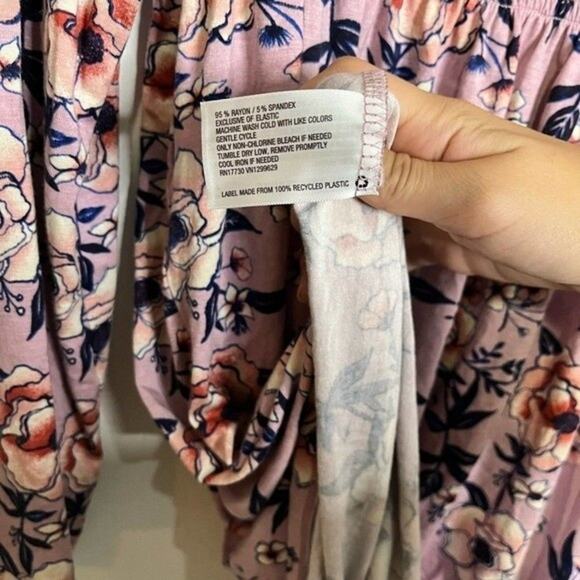 95 % RAYON / 5 % SPANDEX
EXCLUSIVE OF ELASTIC
MACHINE WASH COLD WITH LIKE COLORS
GENTLE CYCLE
ONLY NON-CHLORINE BLEACH IF NEEDED
TUMBLE DRY LOW, REMOVE PROMPTLY
COOL IRON IF NEEDED
RN17730 VN1299629
LABEL MADE FROM 100% RECYCLED PLASTIC